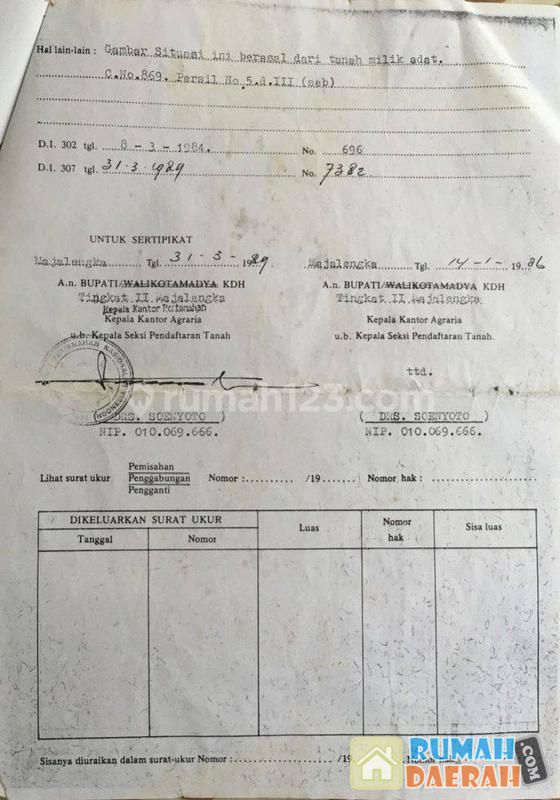 Hal lain-lain : Gambar Situasi ini berasal dari tanah milik adat.
C.No.869. Persil No.5.d.III (seb)
D.I. 302 tgl. 8 - 3 - 1984. No. 696
D.I. 307 tgl. 31-3-1989 No. 7382
UNTUK SERTIPIKAT
Majalengka Tgl. 31-3-1989 Majalengka Tgl. 14-1-1986
A.n. BUPATI/WALIKOTAMADYA KDH A.n. BUPATI/WALIKOTAMADYA KDH
Tingkat II Majalengka Tingkat II Majalengka
Kepala Kantor Pertanahan
Kepala Kantor Agraria Kepala Kantor Agraria
u.b. Kepala Seksi Pendaftaran Tanah u.b. Kepala Seksi Pendaftaran Tanah.
PERTANAHAN NASIONAL
INDONESIA
ttd.
rumah123.com
(DRS. SOENYOTO ) ( DRS. SOENYOTO )
NIP. 010.069.666. NIP. 010.069.666.
Pemisahan
Lihat surat ukur Penggabungan Nomor :.......... /19 ...... Nomor hak : ..............
Pengganti
DIKELUARKAN SURAT UKUR Luas Nomor hak Sisa luas
Tanggal Nomor
Sisanya diuraikan dalam surat-ukur Nomor : .............. /19 Nomor hak
RUMAH
DAERAH.COM